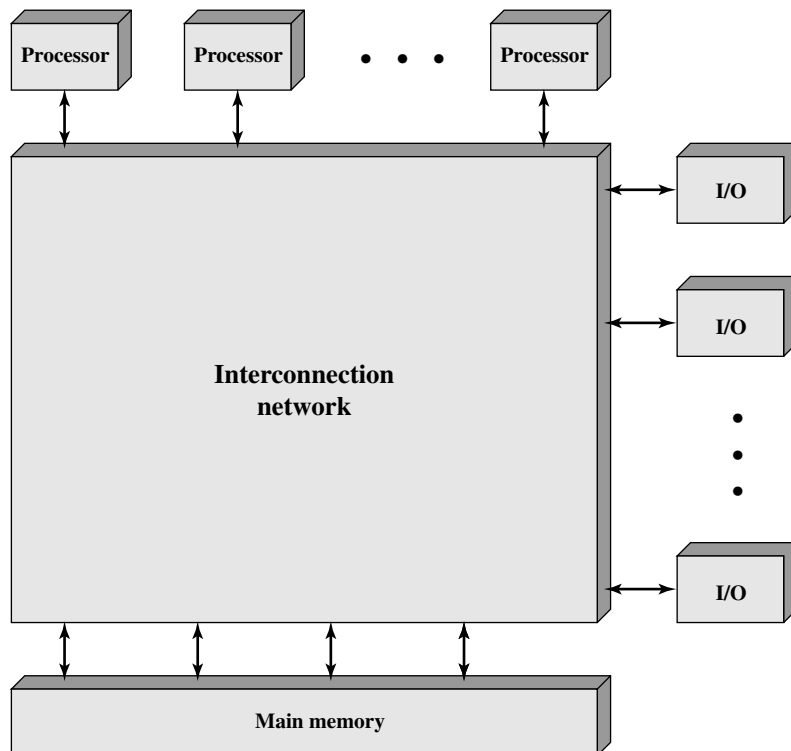 Processor
Processor
Processor
I/O
I/O
Interconnection
network
I/O
Main memory